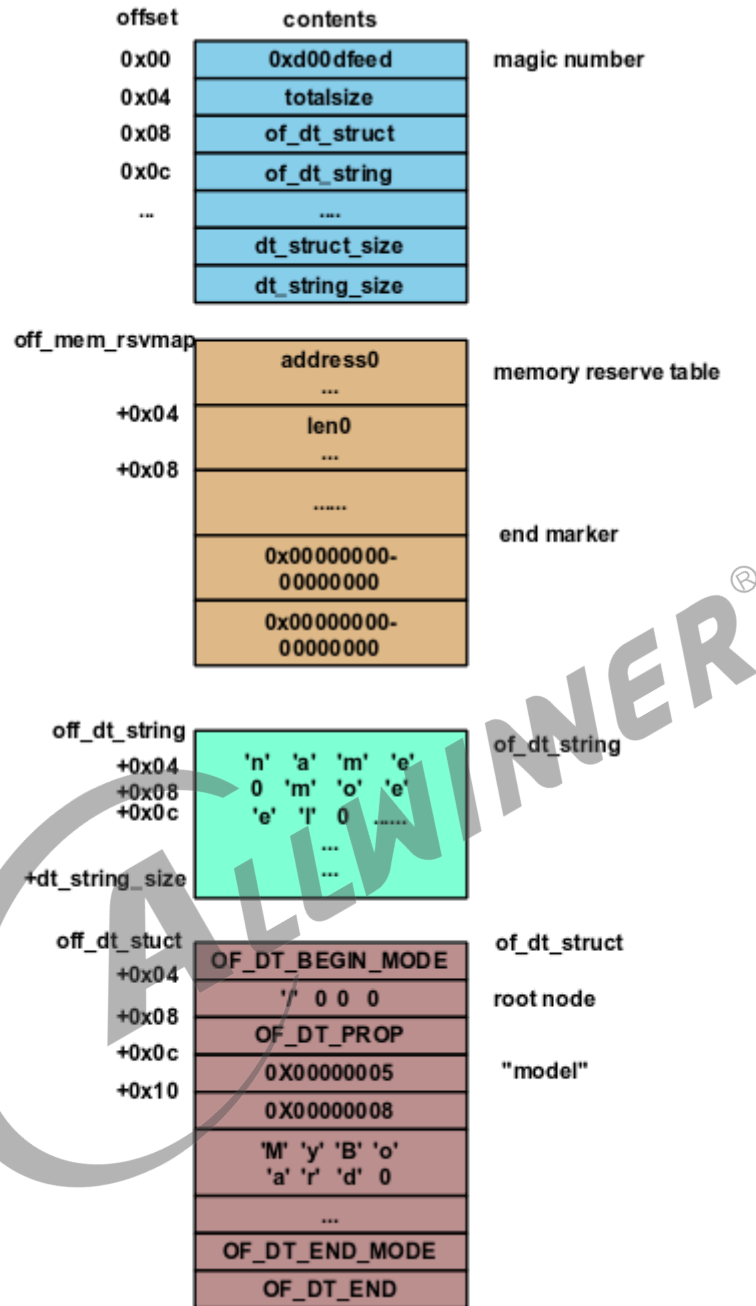 offset contents
0x00 0xd00dfeed magic number
0x04 totalsize
0x08 of_dt_struct
0x0c of_dt_string
... ....
dt_struct_size
dt_string_size
off_mem_rsvmap
address0
...
memory reserve table
+0x04
len0
...
+0x08
......
end marker
0x00000000-
00000000
0x00000000-
00000000
off_dt_string of_dt_string
+0x04 'n' 'a' 'm' 'e'
+0x08 0 'm' 'o' 'e'
+0x0c 'e' 'l' 0 ......
...
+dt_string_size ...
off_dt_stuct of_dt_struct
OF_DT_BEGIN_MODE
+0x04
'/' 0 0 0 root node
+0x08
OF_DT_PROP
+0x0c
0X00000005 "model"
+0x10
0X00000008
'M' 'y' 'B' 'o'
'a' 'r' 'd' 0
...
OF_DT_END_MODE
OF_DT_END
ALLWINNER®